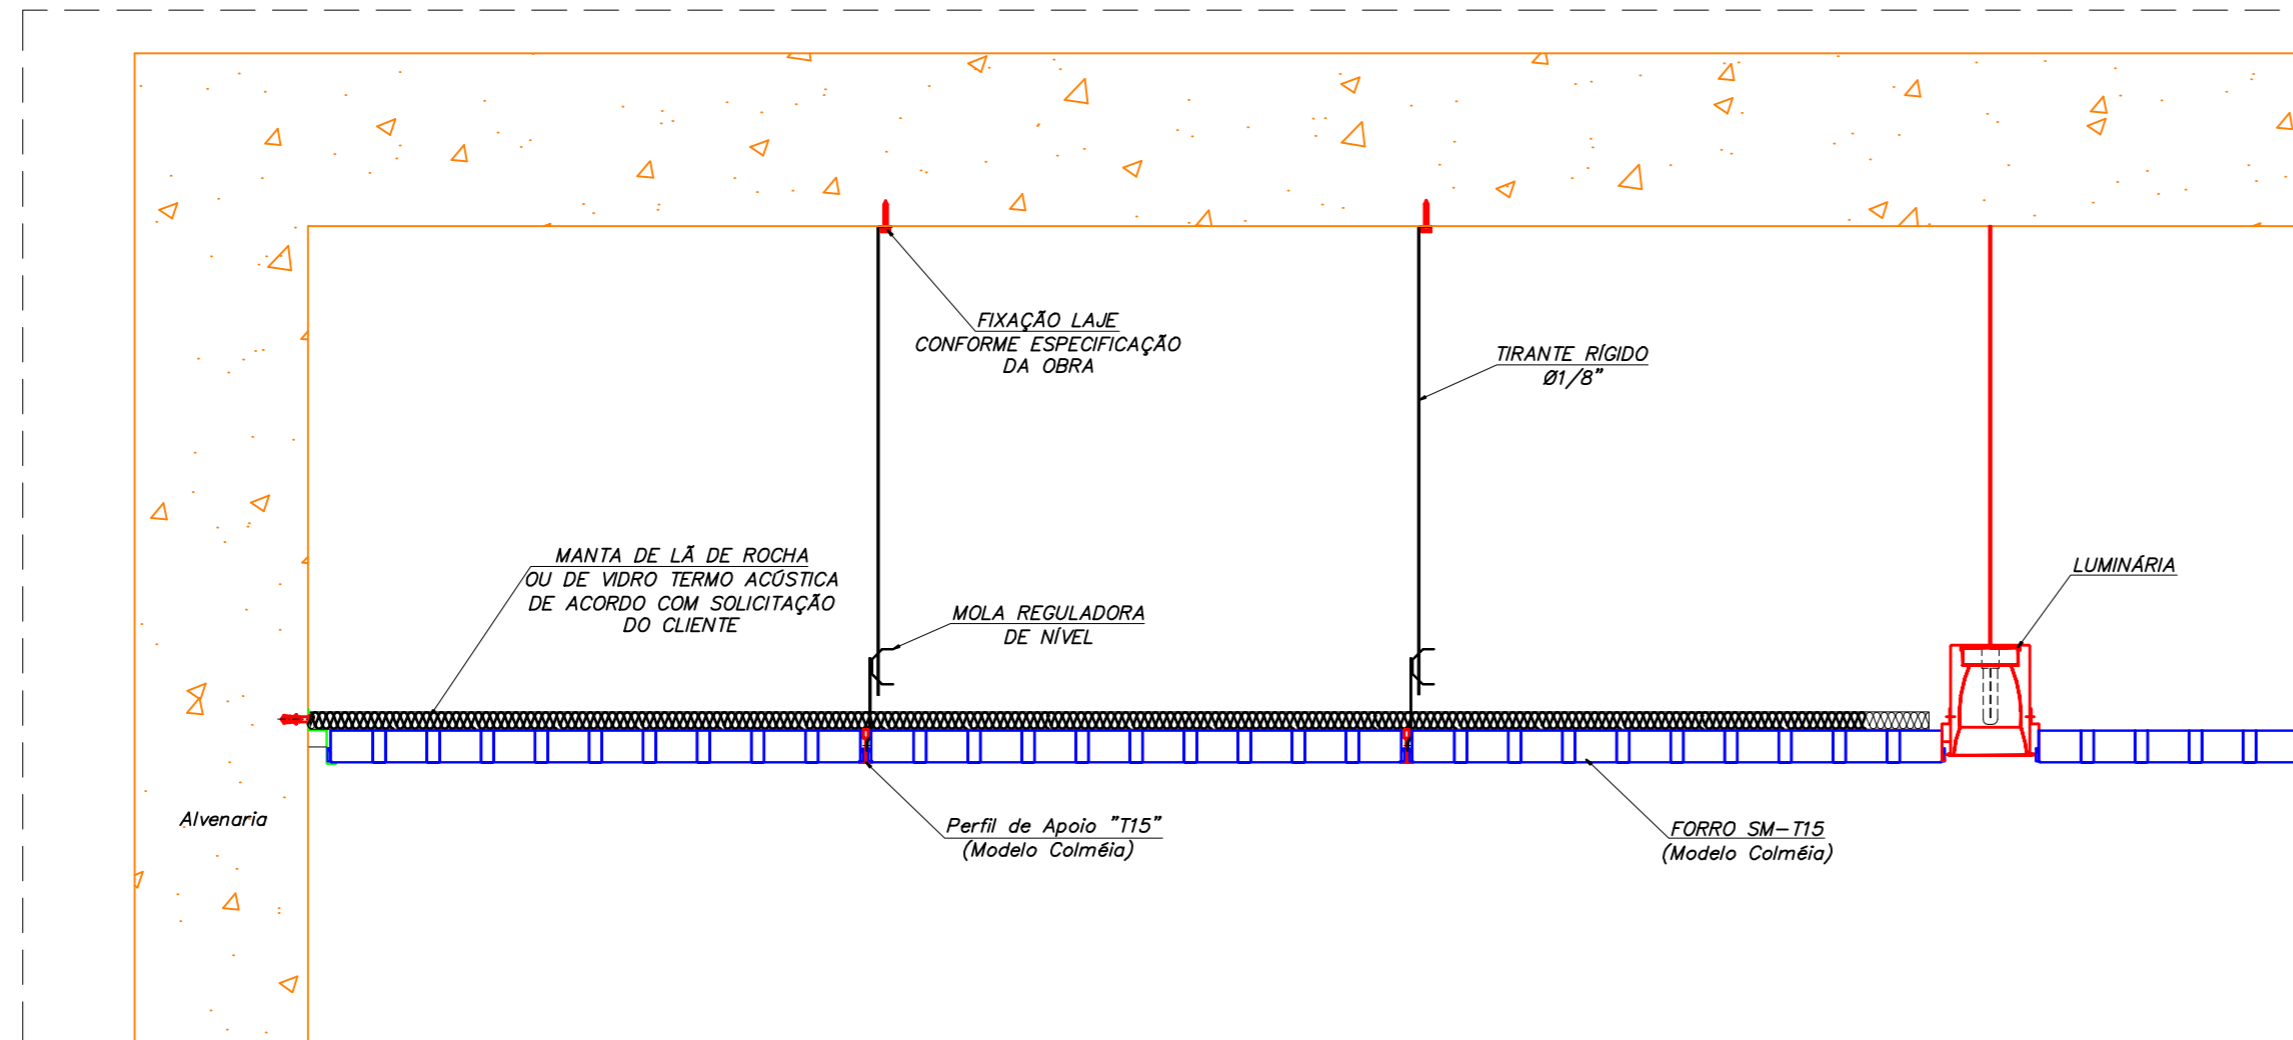 FIXAÇÃO LAJE
CONFORME ESPECIFICAÇÃO
DA OBRA
TIRANTE RÍGIDO
Ø1/8"
MANTA DE LÃ DE ROCHA
OU DE VIDRO TERMO ACÚSTICA
DE ACORDO COM SOLICITAÇÃO
DO CLIENTE
MOLA REGULADORA
DE NÍVEL
LUMINÁRIA
Alvenaria
Perfil de Apoio "T15"
(Modelo Colméia)
FORRO SM-T15
(Modelo Colméia)